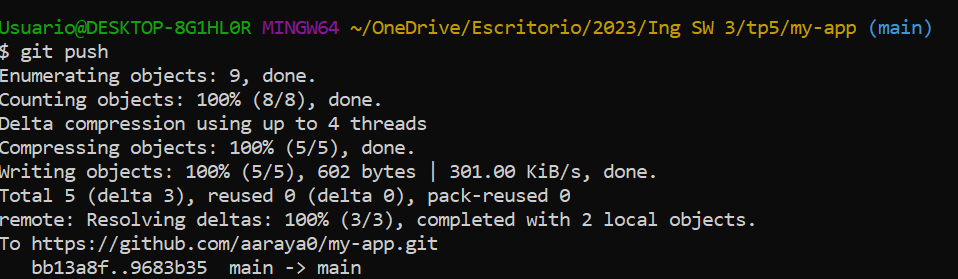 Usuario@DESKTOP-8G1HL0R MINGW64 ~/OneDrive/Escritorio/2023/Ing SW 3/tp5/my-app (main)
$ git push
Enumerating objects: 9, done.
Counting objects: 100% (8/8), done.
Delta compression using up to 4 threads
Compressing objects: 100% (5/5), done.
Writing objects: 100% (5/5), 602 bytes | 301.00 KiB/s, done.
Total 5 (delta 3), reused 0 (delta 0), pack-reused 0
remote: Resolving deltas: 100% (3/3), completed with 2 local objects.
To https://github.com/aaraya0/my-app.git
   bb13a8f..9683b35  main -> main